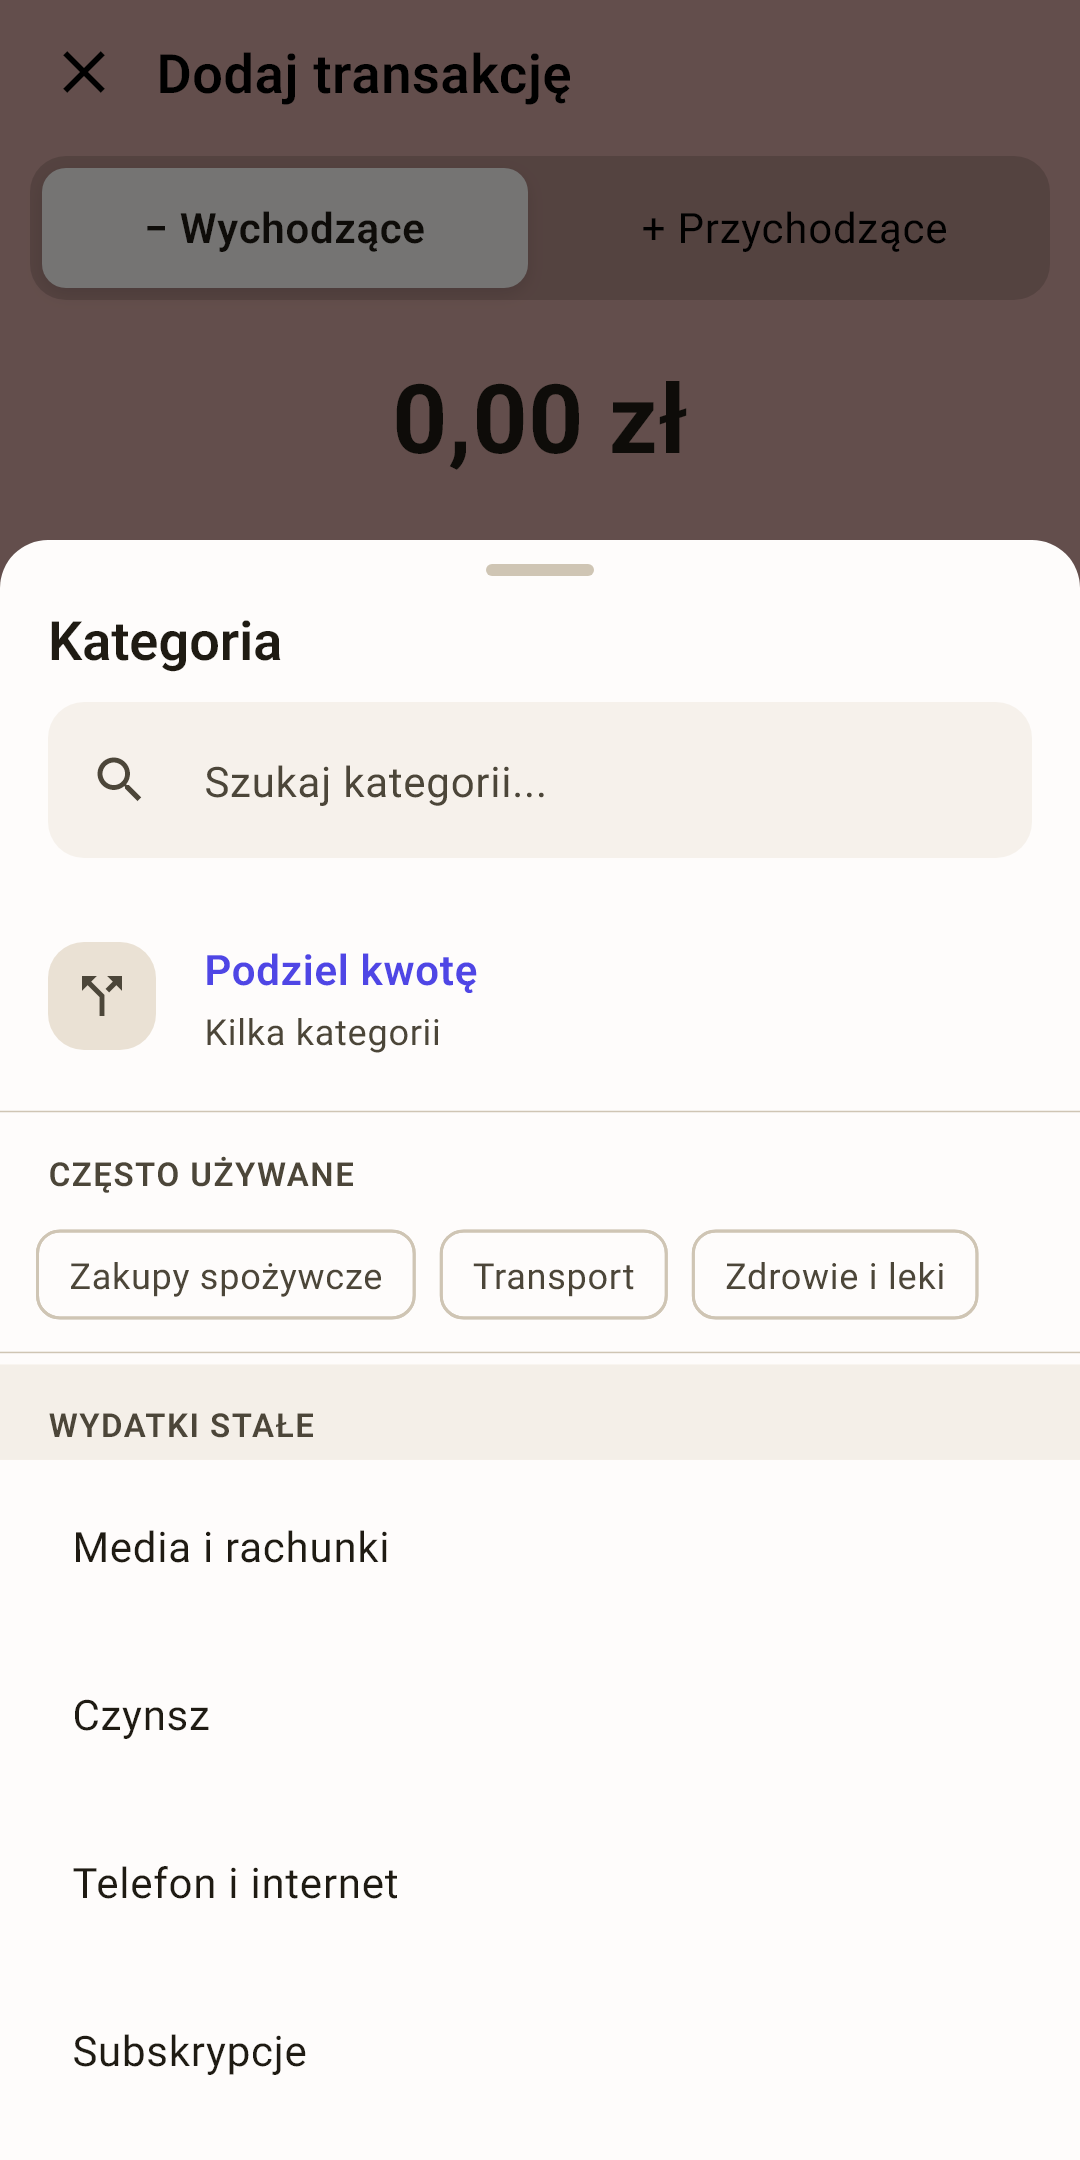 Dodaj transakcję
− Wychodzące
+ Przychodzące
0,00 zł
Kategoria
Szukaj kategorii...
Podziel kwotę
Kilka kategorii
CZĘSTO UŻYWANE
Zakupy spożywcze
Transport
Zdrowie i leki
WYDATKI STAŁE
Media i rachunki
Czynsz
Telefon i internet
Subskrypcje